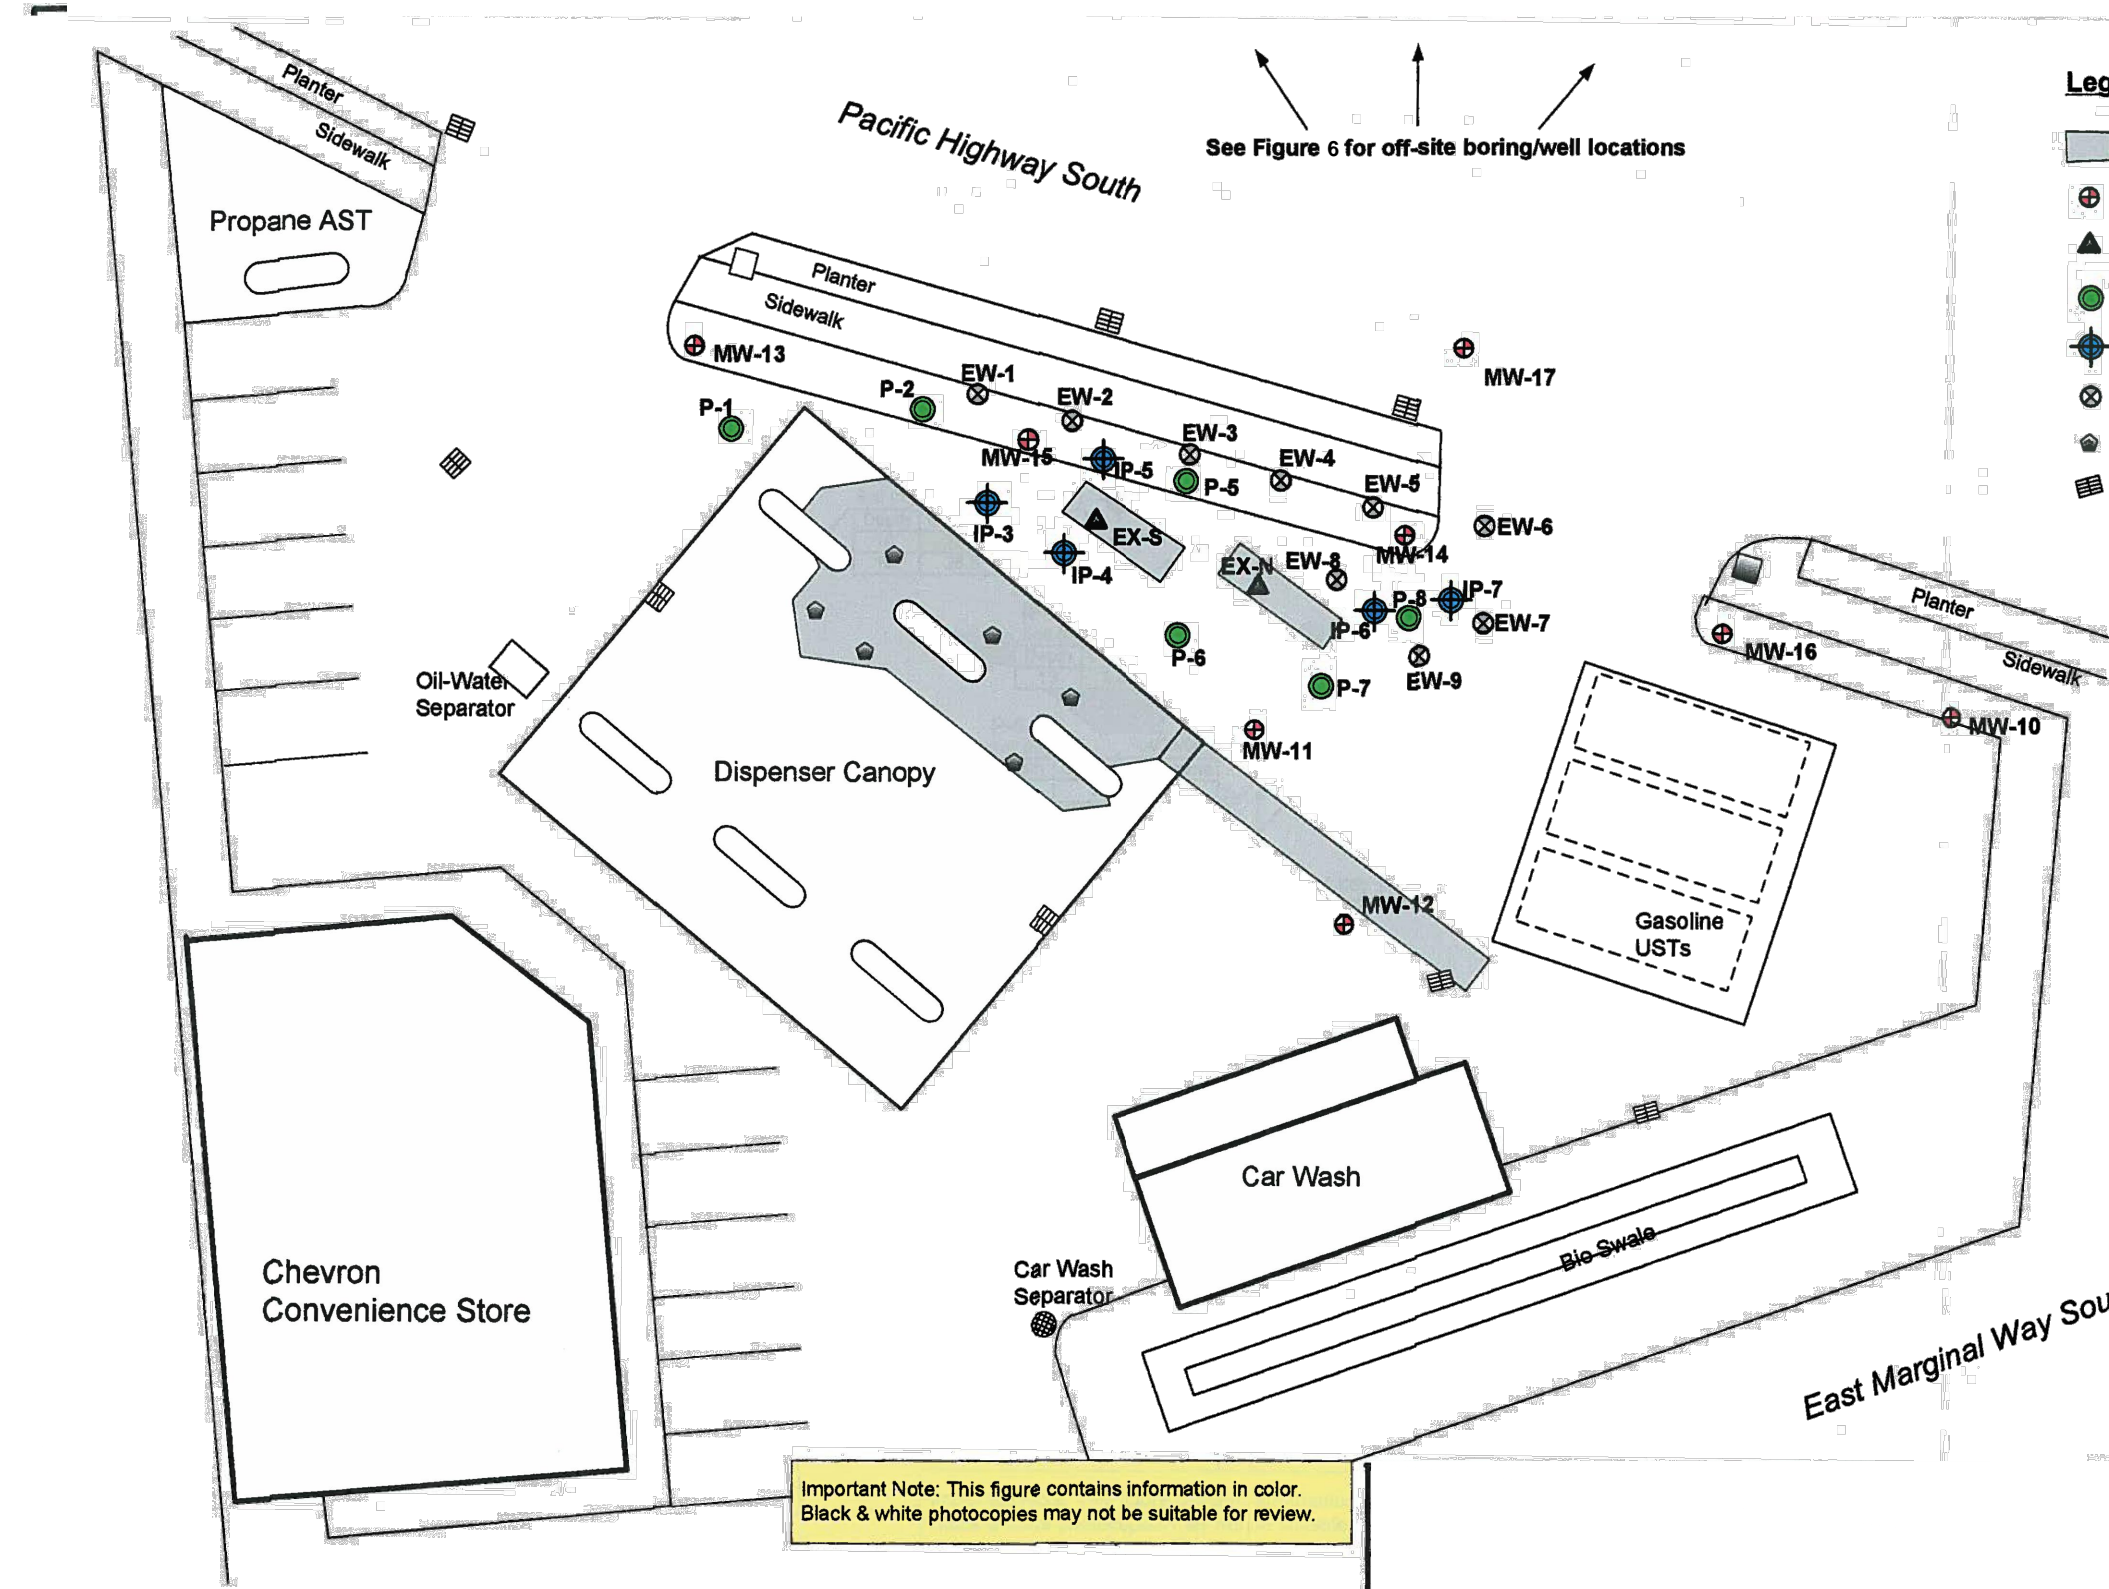 Leg
Planter
Sidewalk
Propane AST
Pacific Highway South
See Figure 6 for off-site boring/well locations
Planter
Sidewalk
MW-13
MW-17
P-1
P-2
EW-1
EW-2
EW-3
EW-4
EW-5
EW-6
MW-15
IP-5
P-5
IP-3
EX-S
IP-4
EX-N
EW-8
MW-14
IP-7
P-8
IP-6
EW-7
P-6
EW-9
P-7
MW-11
Planter
MW-16
Sidewalk
MW-10
Oil-Water
Separator
Dispenser Canopy
MW-12
Gasoline
USTs
Car Wash
Bio Swale
Chevron
Convenience Store
Car Wash
Separator
East Marginal Way Sou
Important Note: This figure contains information in color.
Black & white photocopies may not be suitable for review.